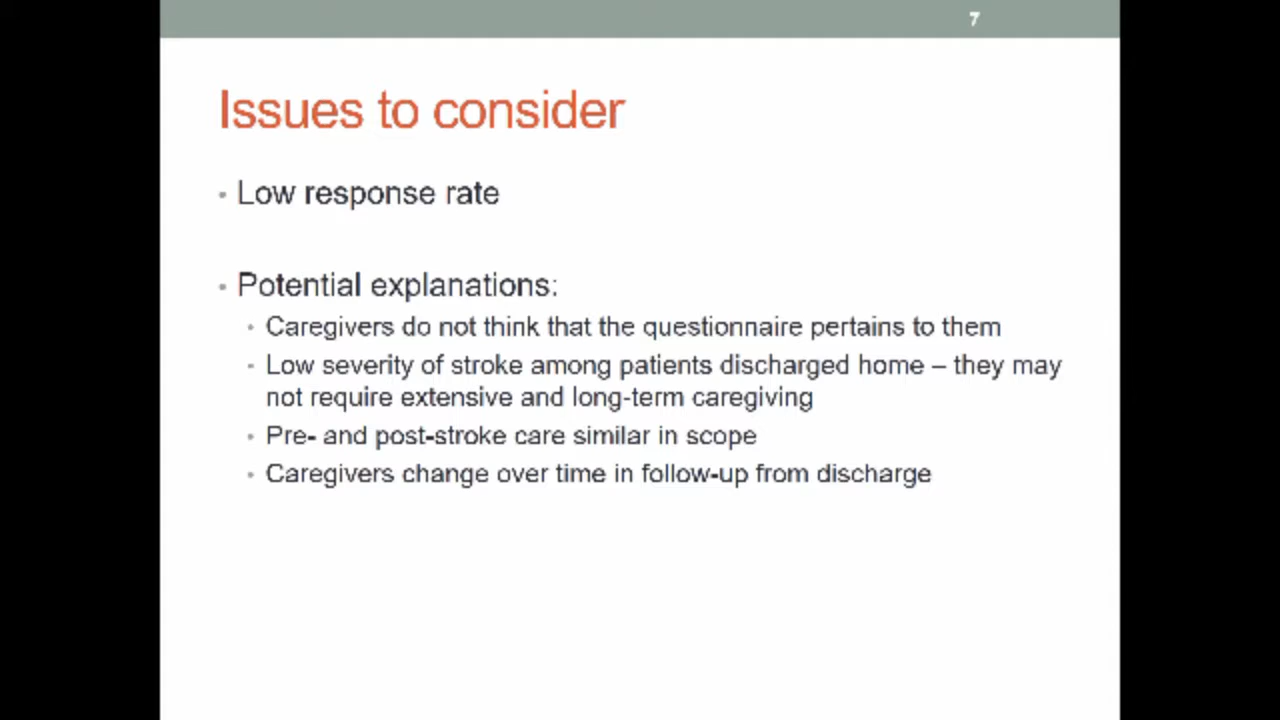 7
Issues to consider
• Low response rate
• Potential explanations:
• Caregivers do not think that the questionnaire pertains to them
• Low severity of stroke among patients discharged home – they may
not require extensive and long-term caregiving
• Pre- and post-stroke care similar in scope
• Caregivers change over time in follow-up from discharge